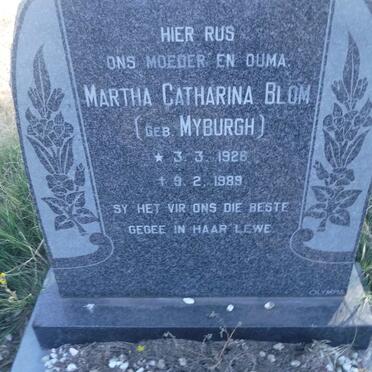 HIER RUS
ONS MOEDER EN OUMA
MARTHA CATHARINA BLOM
(GEB. MYBURGH)
* 3. 3. 1928
† 9. 2. 1989
SY HET VIR ONS DIE BESTE
GEGEE IN HAAR LEWE
OLYMPIA